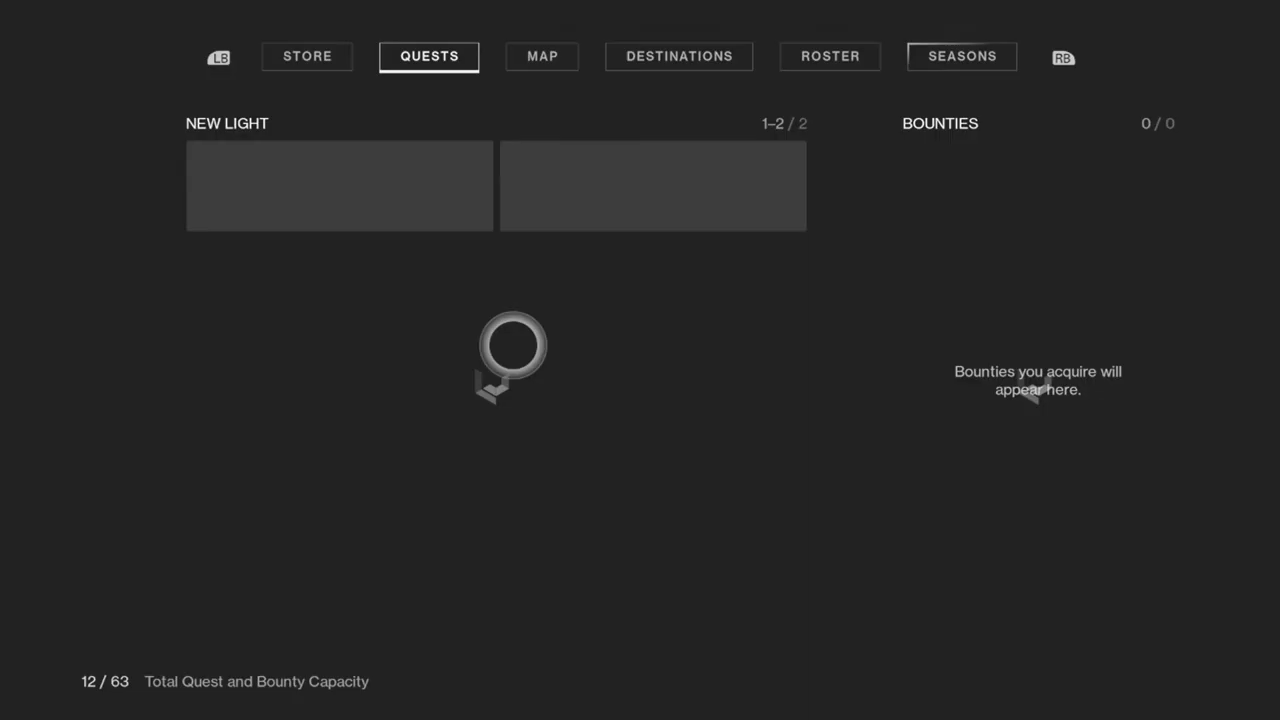 LB STORE QUESTS MAP DESTINATIONS ROSTER SEASONS RB
NEW LIGHT 1–2 / 2 BOUNTIES 0 / 0
Bounties you acquire will
appear here.
12 / 63 Total Quest and Bounty Capacity